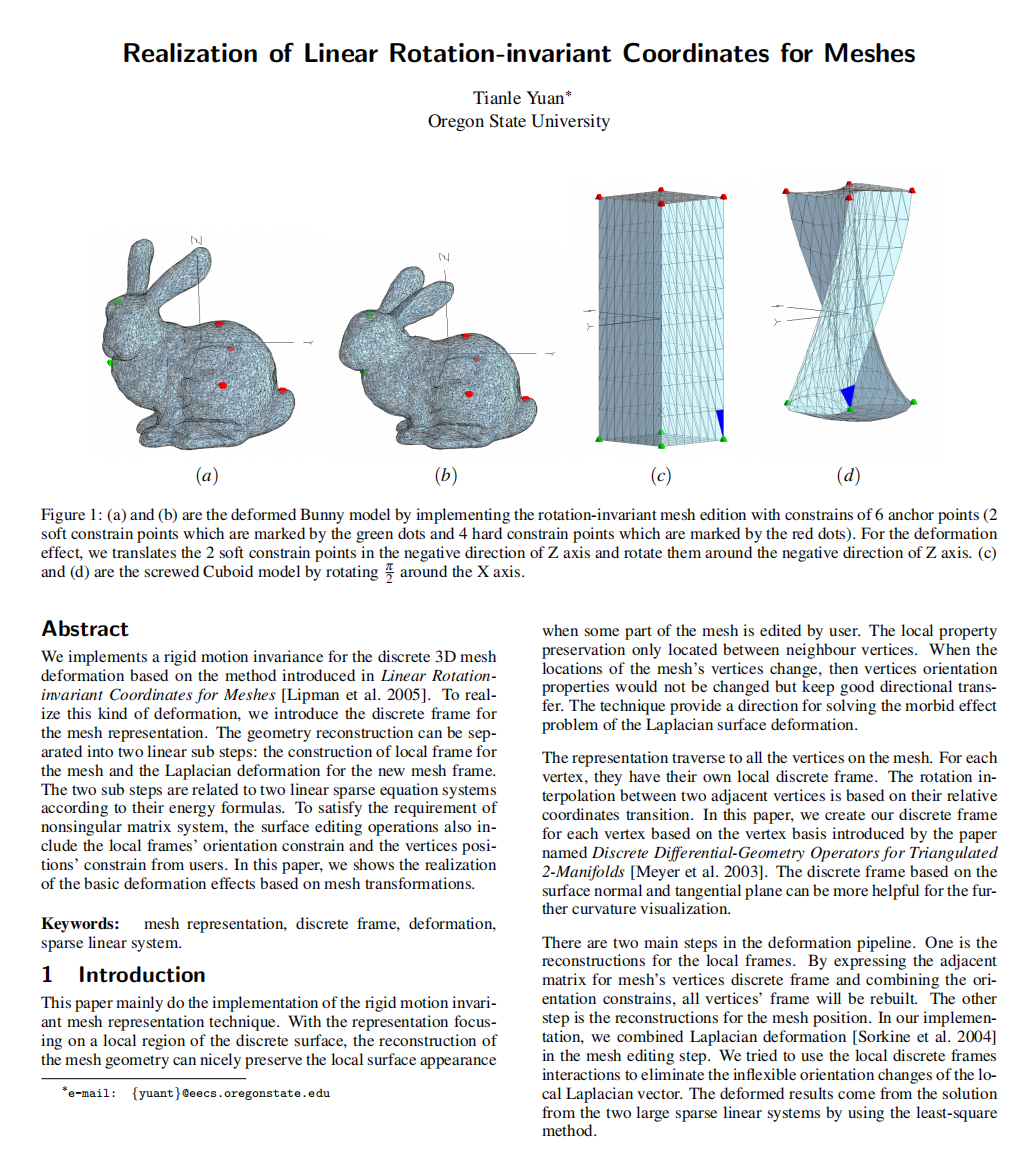 Realization of Linear Rotation-invariant Coordinates for Meshes
Tianle Yuan*
Oregon State University
Z
Y
Z
Y
Y
Y
(a)
(b)
(c)
(d)
Figure 1: (a) and (b) are the deformed Bunny model by implementing the rotation-invariant mesh edition with constrains of 6 anchor points (2
soft constrain points which are marked by the green dots and 4 hard constrain points which are marked by the red dots). For the deformation
effect, we translates the 2 soft constrain points in the negative direction of Z axis and rotate them around the negative direction of Z axis. (c)
and (d) are the screwed Cuboid model by rotating π/2 around the X axis.
Abstract
We implements a rigid motion invariance for the discrete 3D mesh
deformation based on the method introduced in Linear Rotation-
invariant Coordinates for Meshes [Lipman et al. 2005]. To real-
ize this kind of deformation, we introduce the discrete frame for
the mesh representation. The geometry reconstruction can be sep-
arated into two linear sub steps: the construction of local frame for
the mesh and the Laplacian deformation for the new mesh frame.
The two sub steps are related to two linear sparse equation systems
according to their energy formulas. To satisfy the requirement of
nonsingular matrix system, the surface editing operations also in-
clude the local frames' orientation constrain and the vertices posi-
tions' constrain from users. In this paper, we shows the realization
of the basic deformation effects based on mesh transformations.
Keywords: mesh representation, discrete frame, deformation,
sparse linear system.
1 Introduction
This paper mainly do the implementation of the rigid motion invari-
ant mesh representation technique. With the representation focus-
ing on a local region of the discrete surface, the reconstruction of
the mesh geometry can nicely preserve the local surface appearance
*e-mail: {yuant}@eecs.oregonstate.edu
when some part of the mesh is edited by user. The local property
preservation only located between neighbour vertices. When the
locations of the mesh's vertices change, then vertices orientation
properties would not be changed but keep good directional trans-
fer. The technique provide a direction for solving the morbid effect
problem of the Laplacian surface deformation.
The representation traverse to all the vertices on the mesh. For each
vertex, they have their own local discrete frame. The rotation in-
terpolation between two adjacent vertices is based on their relative
coordinates transition. In this paper, we create our discrete frame
for each vertex based on the vertex basis introduced by the paper
named Discrete Differential-Geometry Operators for Triangulated
2-Manifolds [Meyer et al. 2003]. The discrete frame based on the
surface normal and tangential plane can be more helpful for the fur-
ther curvature visualization.
There are two main steps in the deformation pipeline. One is the
reconstructions for the local frames. By expressing the adjacent
matrix for mesh's vertices discrete frame and combining the ori-
entation constrains, all vertices' frame will be rebuilt. The other
step is the reconstructions for the mesh position. In our implemen-
tation, we combined Laplacian deformation [Sorkine et al. 2004]
in the mesh editing step. We tried to use the local discrete frames
interactions to eliminate the inflexible orientation changes of the lo-
cal Laplacian vector. The deformed results come from the solution
from the two large sparse linear systems by using the least-square
method.